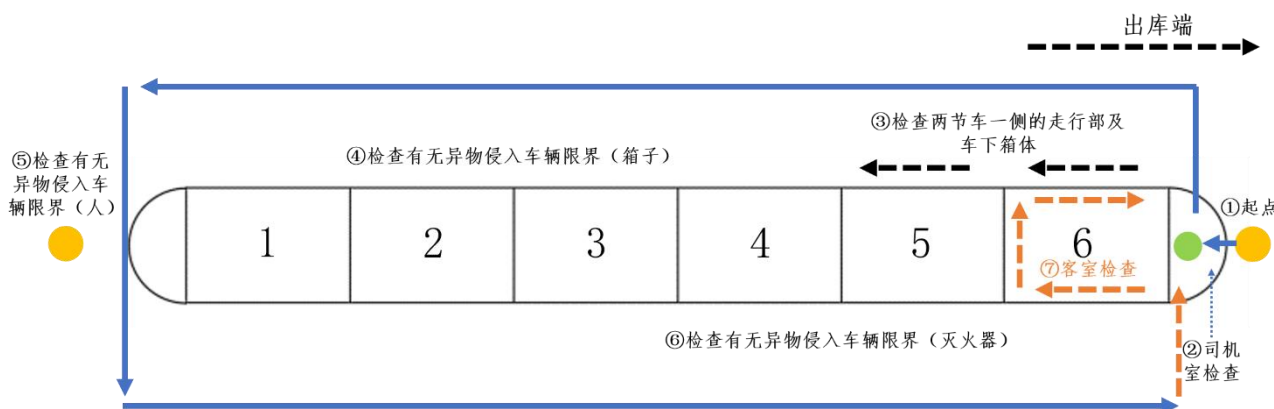 出库端
③检查两节车一侧的走行部及
车下箱体
⑤检查有无
异物侵入车
辆限界（人）
④检查有无异物侵入车辆限界（箱子）
①起点
1
2
3
4
5
6
⑦客室检查
⑥检查有无异物侵入车辆限界（灭火器）
②司机
室检查